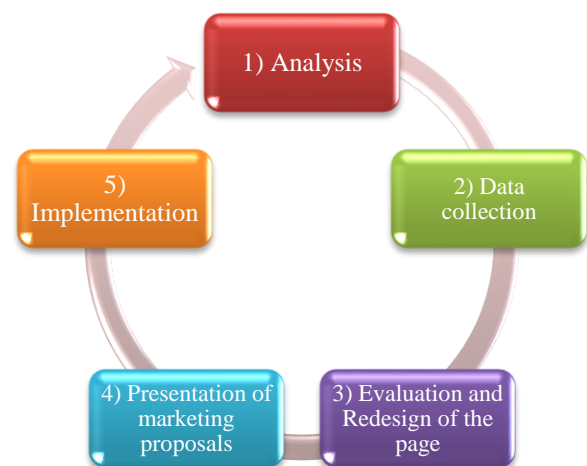 1) Analysis
2) Data
collection
3) Evaluation and
Redesign of the
page
4) Presentation of
marketing
proposals
5)
Implementation